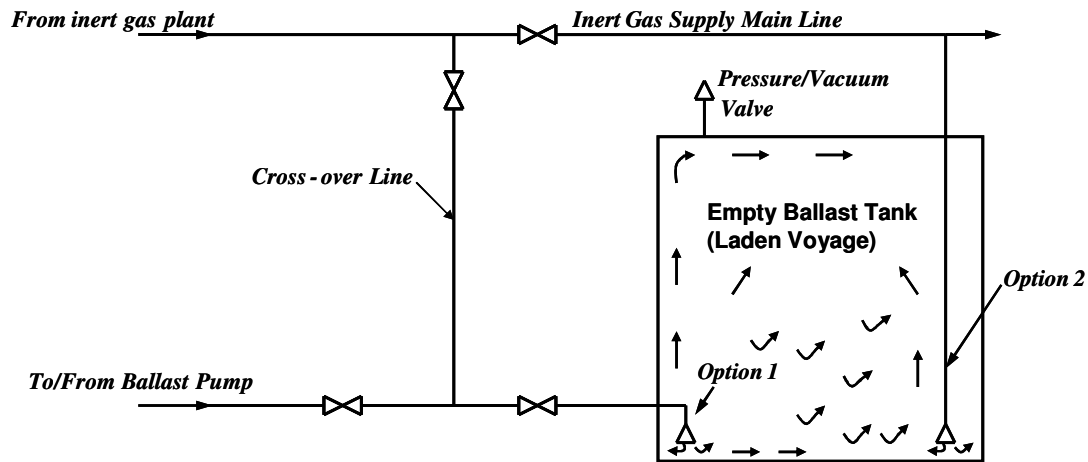 From inert gas plant
Inert Gas Supply Main Line
Pressure/Vacuum
Valve
Cross - over Line
Empty Ballast Tank
(Laden Voyage)
Option 2
To/From Ballast Pump
Option 1